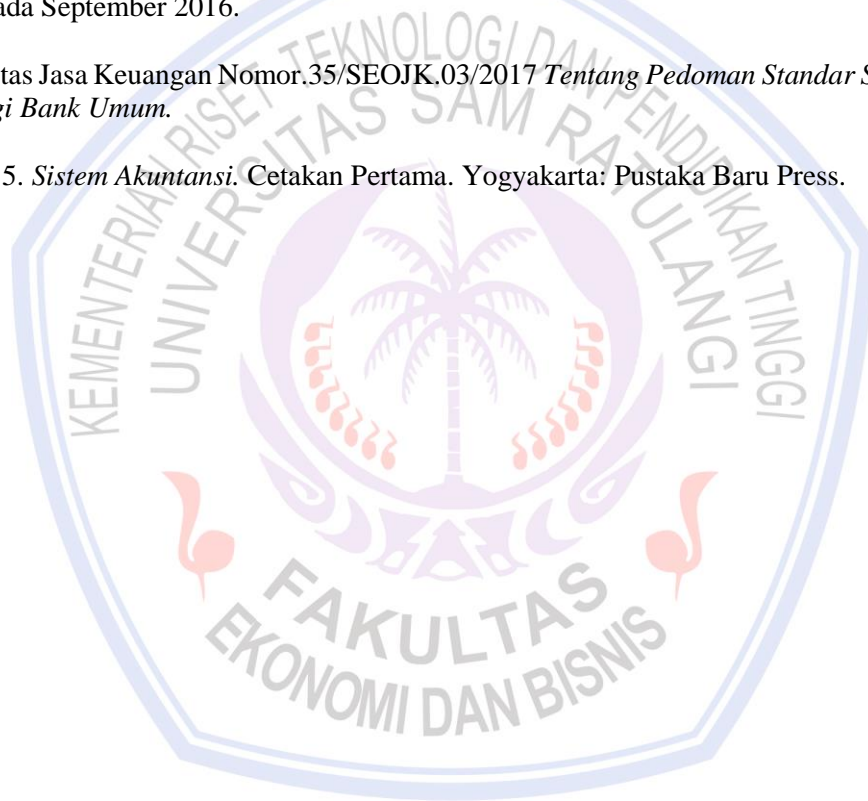 ada September 2016.
tas Jasa Keuangan Nomor.35/SEOJK.03/2017 Tentang Pedoman Standar S
gi Bank Umum.
5. Sistem Akuntansi. Cetakan Pertama. Yogyakarta: Pustaka Baru Press.
KEMENTERIAN RISET TEKNOLOGI DAN PENDIDIKAN TINGGI
UNIVERSITAS SAM RATULANGI
FAKULTAS
EKONOMI DAN BISNIS